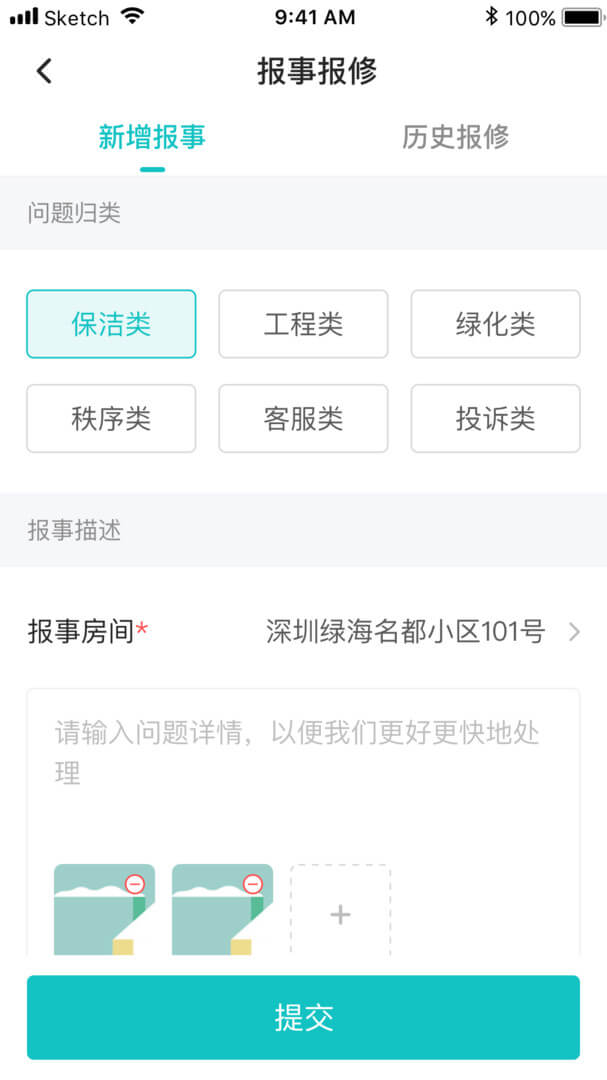 Sketch 9:41 AM 100%
报事报修
新增报事 历史报修
问题归类
保洁类 工程类 绿化类
秩序类 客服类 投诉类
报事描述
报事房间* 深圳绿海名都小区101号
请输入问题详情，以便我们更好更快地处
理
提交